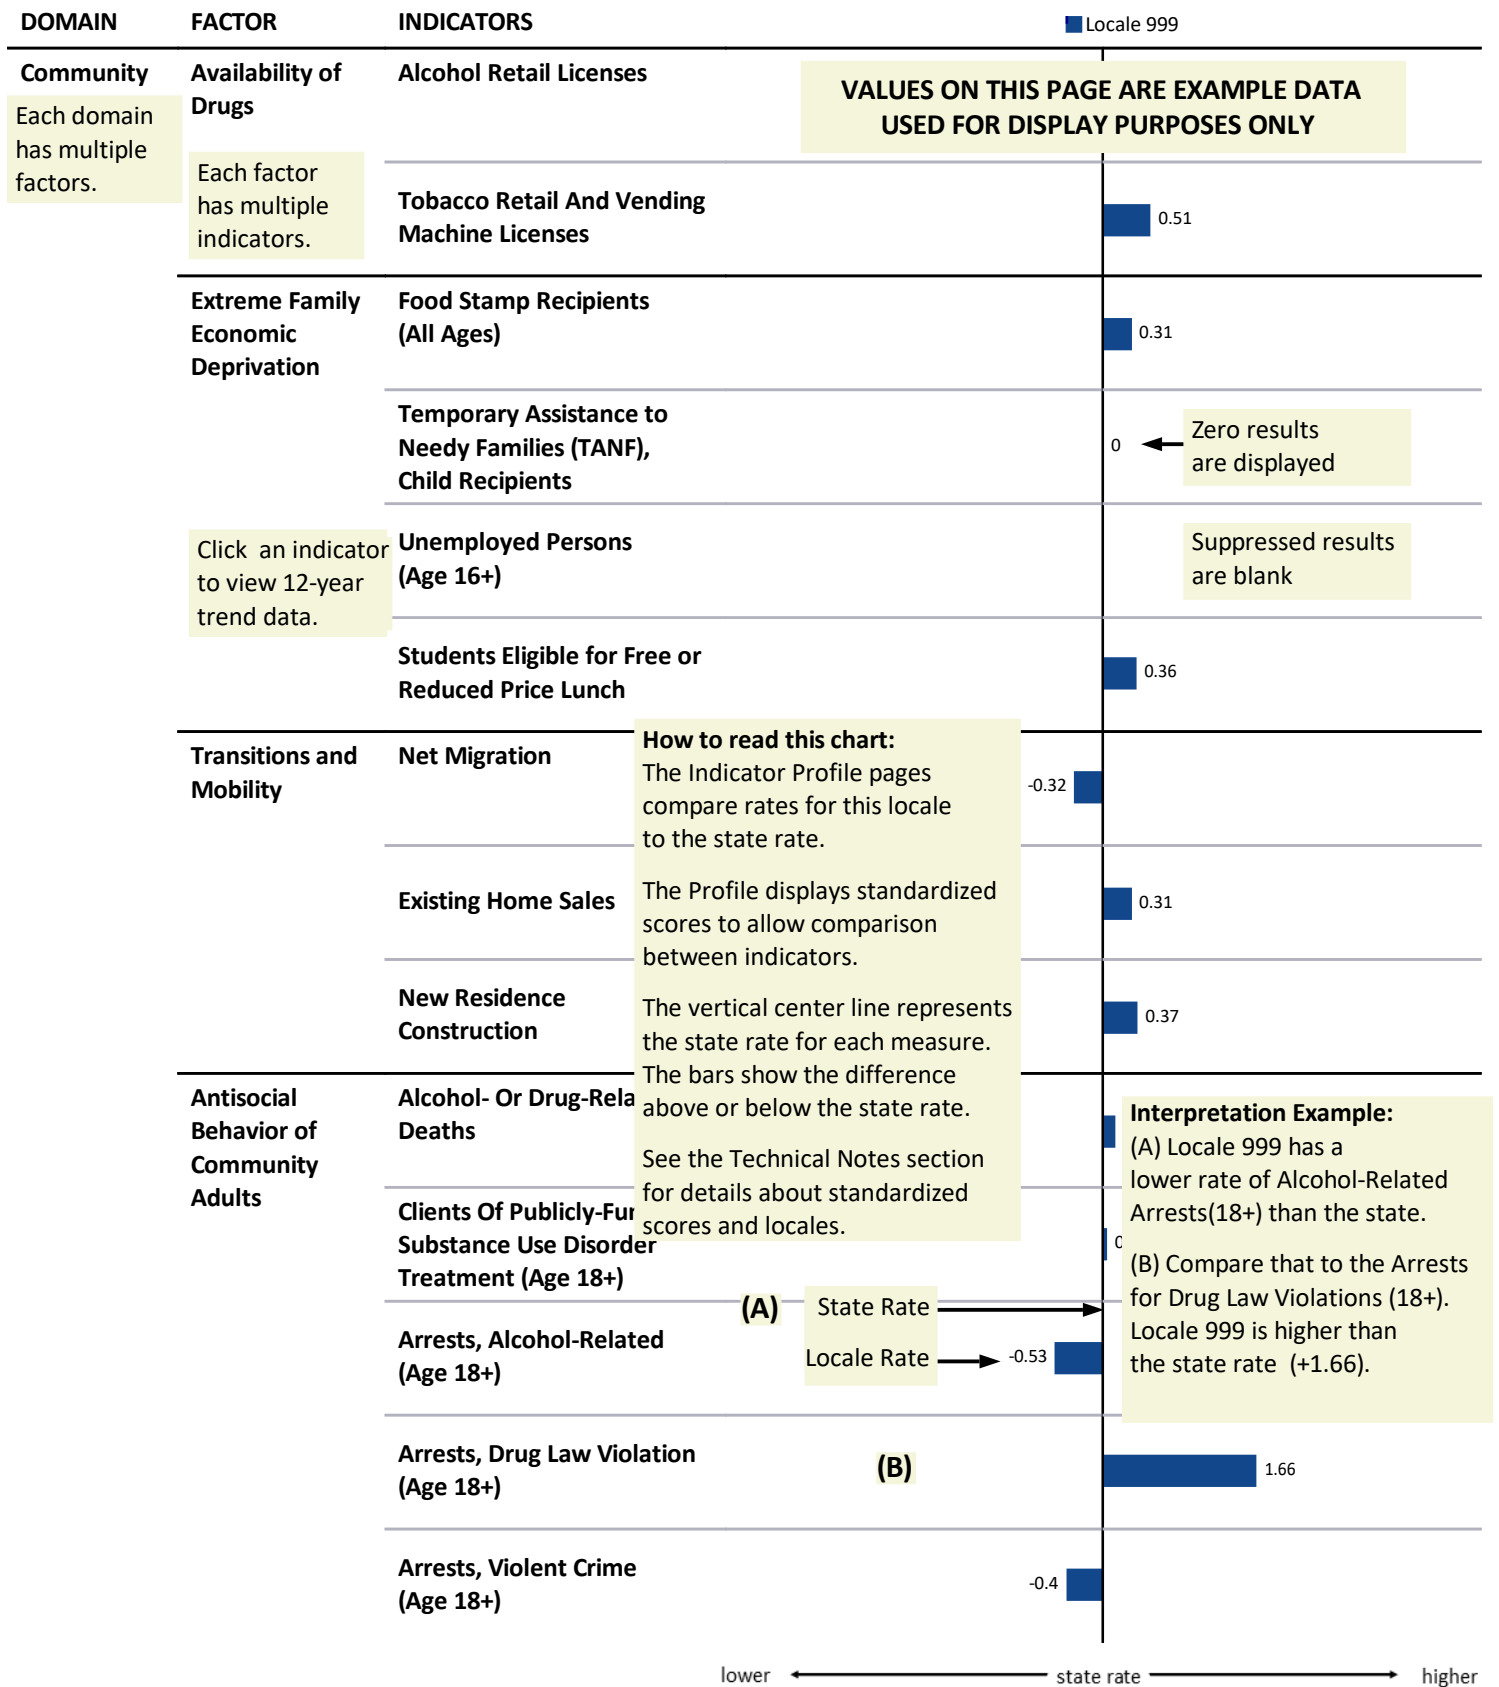 DOMAIN FACTOR INDICATORS Locale 999
Community
Each domain
has multiple
factors.
Availability of
Drugs
Each factor
has multiple
indicators.
Alcohol Retail Licenses
VALUES ON THIS PAGE ARE EXAMPLE DATA
USED FOR DISPLAY PURPOSES ONLY
Tobacco Retail And Vending
Machine Licenses
0.51
Extreme Family
Economic
Deprivation
Food Stamp Recipients
(All Ages)
0.31
Temporary Assistance to
Needy Families (TANF),
Child Recipients
0
Zero results
are displayed
Click an indicator
to view 12-year
trend data.
Unemployed Persons
(Age 16+)
Suppressed results
are blank
Students Eligible for Free or
Reduced Price Lunch
0.36
Transitions and
Mobility
Net Migration
-0.32
How to read this chart:
The Indicator Profile pages
compare rates for this locale
to the state rate.
The Profile displays standardized
scores to allow comparison
between indicators.
The vertical center line represents
the state rate for each measure.
The bars show the difference
above or below the state rate.
See the Technical Notes section
for details about standardized
scores and locales.
Existing Home Sales
0.31
New Residence
Construction
0.37
Antisocial
Behavior of
Community
Adults
Alcohol- Or Drug-Rela
Deaths
Interpretation Example:
(A) Locale 999 has a
lower rate of Alcohol-Related
Arrests(18+) than the state.
(B) Compare that to the Arrests
for Drug Law Violations (18+).
Locale 999 is higher than
the state rate (+1.66).
Clients Of Publicly-Fu
Substance Use Disorder
Treatment (Age 18+)
(A)
State Rate
Locale Rate
Arrests, Alcohol-Related
(Age 18+)
-0.53
Arrests, Drug Law Violation
(Age 18+)
(B)
1.66
Arrests, Violent Crime
(Age 18+)
-0.4
lower state rate higher